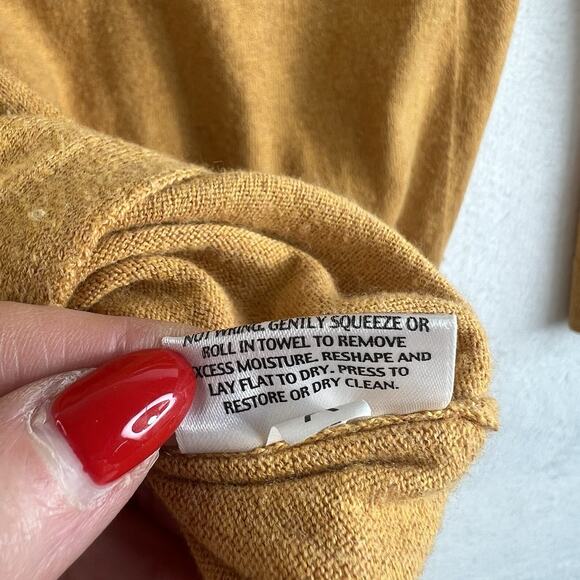 NOT WRING. GENTLY SQUEEZE OR
ROLL IN TOWEL TO REMOVE
XCESS MOISTURE. RESHAPE AND
LAY FLAT TO DRY. PRESS TO
RESTORE OR DRY CLEAN.